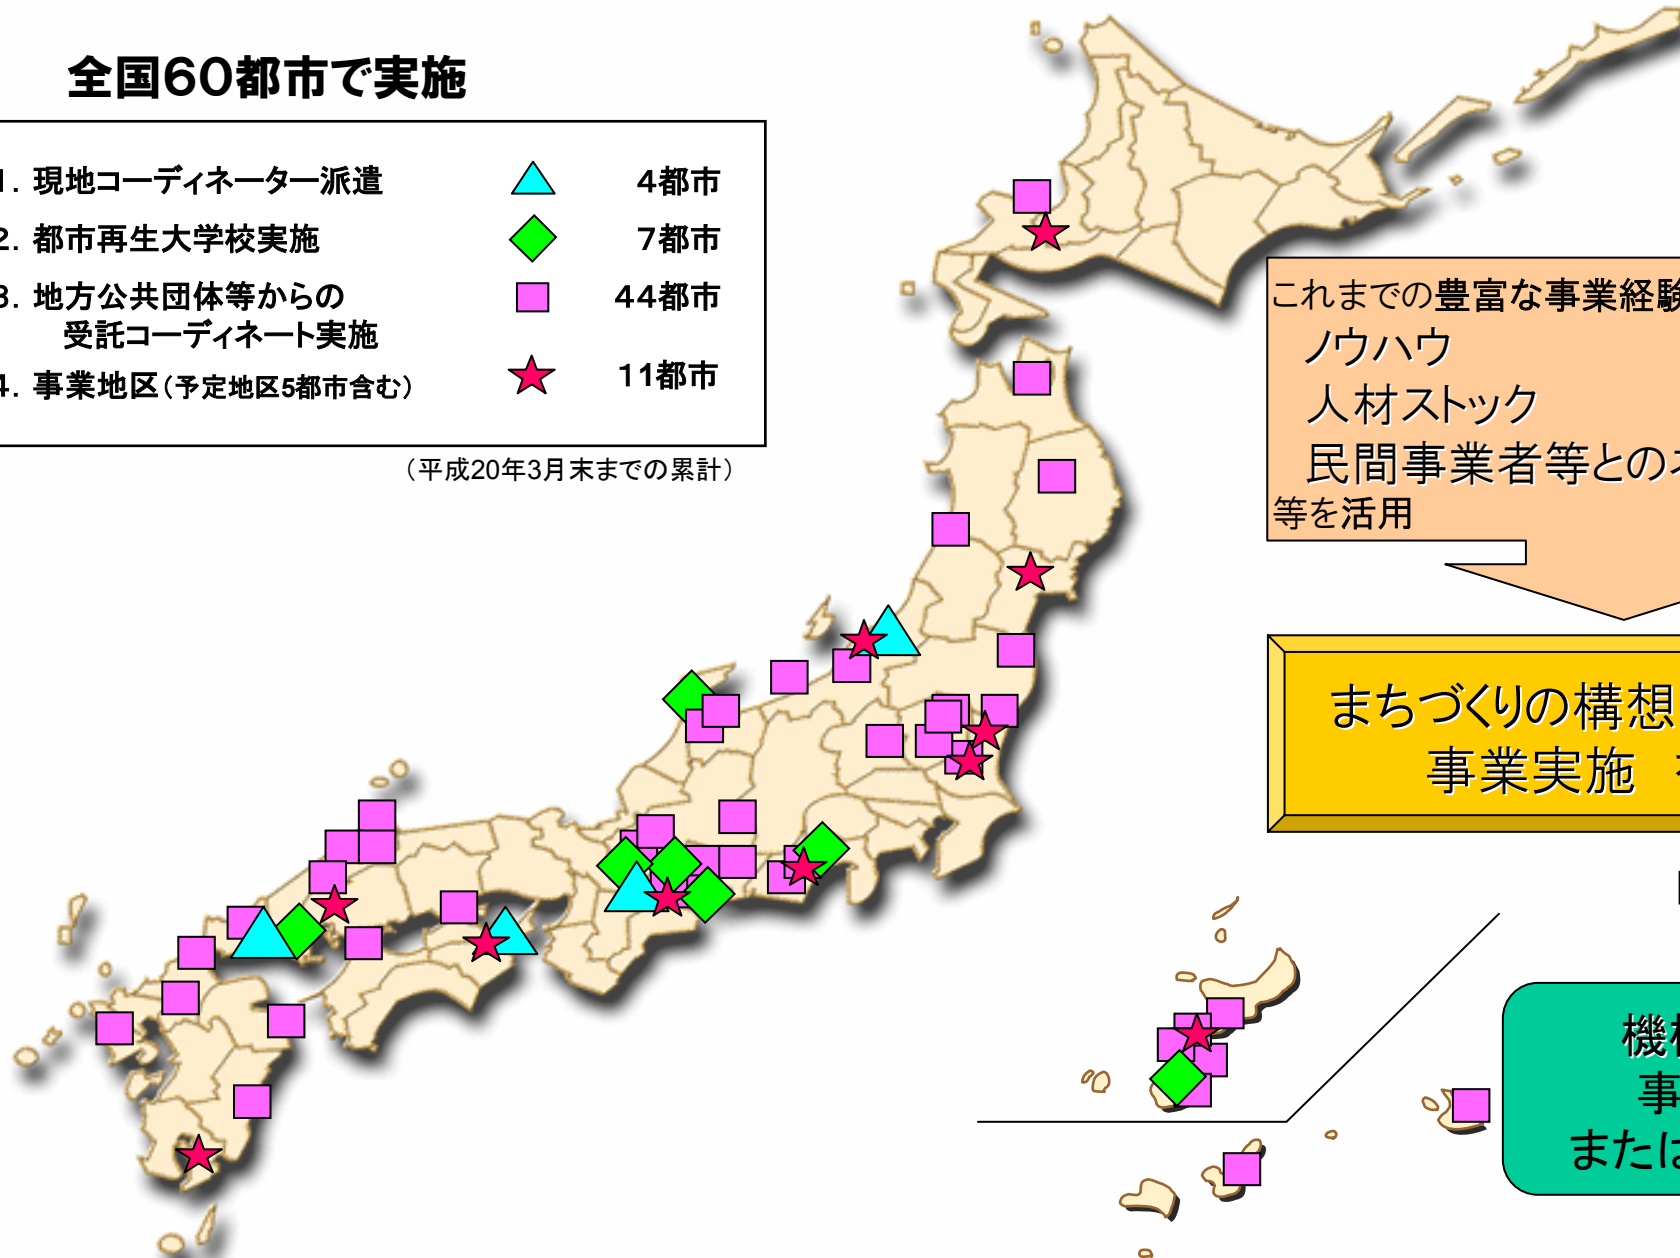 全国60都市で実施
1. 現地コーディネーター派遣 4都市
2. 都市再生大学校実施 7都市
3. 地方公共団体等からの
受託コーディネート実施 44都市
4. 事業地区(予定地区5都市含む) 11都市
(平成20年3月末までの累計)
これまでの豊富な事業経験
ノウハウ
人材ストック
民間事業者等との
等を活用
まちづくりの構想
事業実施
機
事
または